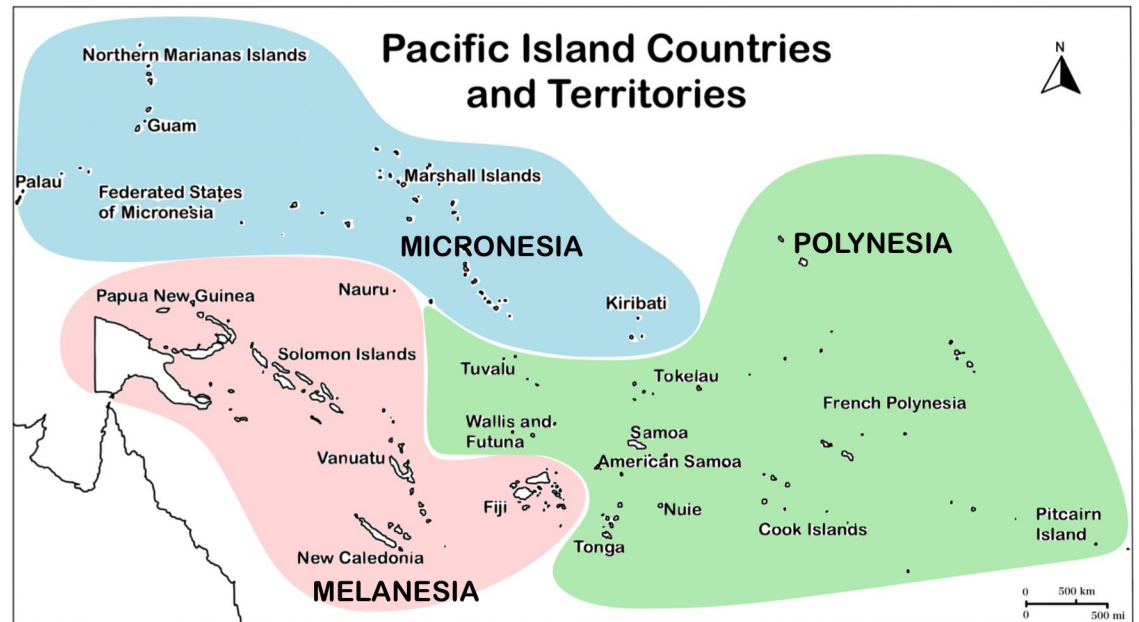 Pacific Island Countries
and Territories
N
Northern Marianas Islands
Guam
Palau
Federated States
of Micronesia
Marshall Islands
MICRONESIA
POLYNESIA
Nauru
Kiribati
Papua New Guinea
Solomon Islands
Tuvalu
Tokelau
French Polynesia
Wallis and
Futuna
Samoa
American Samoa
Vanuatu
Fiji
Nuie
Cook Islands
Pitcairn
Island
Tonga
New Caledonia
MELANESIA
0 500 km
0 500 mi